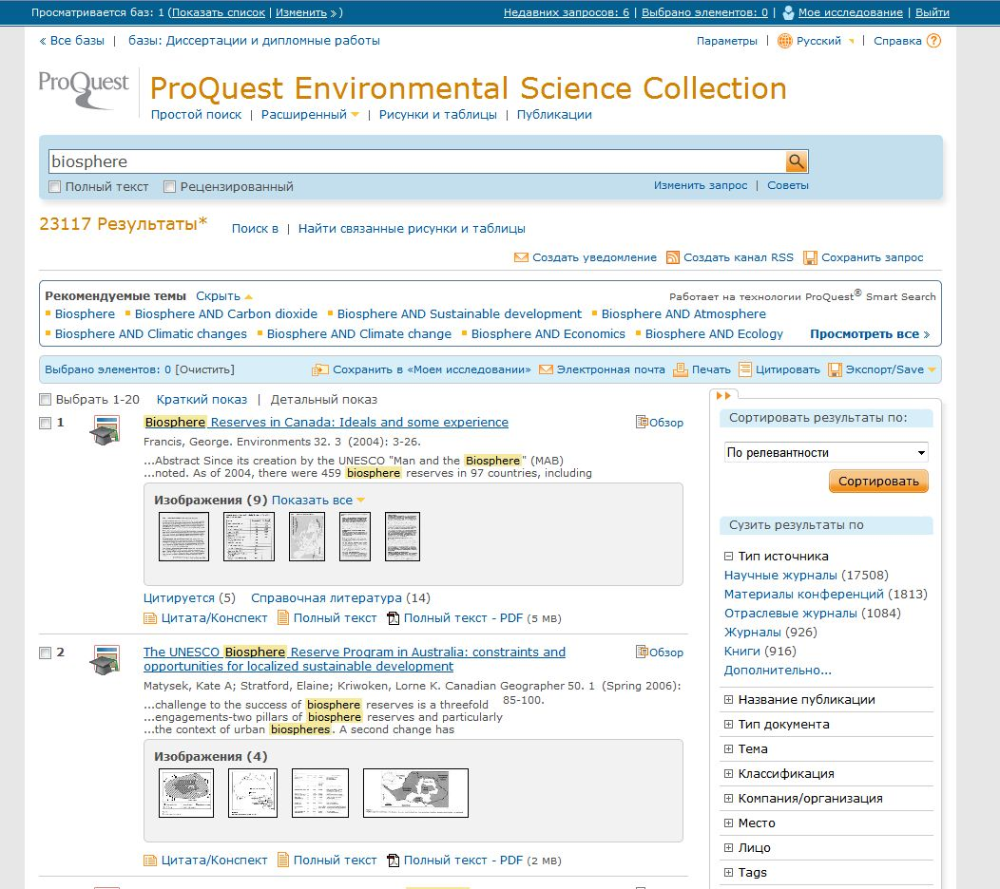 Просматривается баз: 1 (Показать список | Изменить » ) Недавних запросов: 6 | Выбрано элементов: 0 | Мое исследование | Выйти
« Все базы | базы: Диссертации и дипломные работы Параметры | Русский | Справка ?
ProQuest ProQuest Environmental Science Collection
Простой поиск | Расширенный | Рисунки и таблицы | Публикации
biosphere
Полный текст Рецензированный Изменить запрос | Советы
23117 Результаты* Поиск в | Найти связанные рисунки и таблицы
Создать уведомление Создать канал RSS Сохранить запрос
Рекомендуемые темы Скрыть Работает на технологии ProQuest® Smart Search
Biosphere Biosphere AND Carbon dioxide Biosphere AND Sustainable development Biosphere AND Atmosphere
Biosphere AND Climatic changes Biosphere AND Climate change Biosphere AND Economics Biosphere AND Ecology Просмотреть все »
Выбрано элементов: 0 [Очистить] Сохранить в «Моем исследовании» Электронная почта Печать Цитировать Экспорт/Save
Выбрать 1-20 Краткий показ | Детальный показ
1 Biosphere Reserves in Canada: Ideals and some experience Обзор
Francis, George. Environments 32. 3 (2004): 3-26.
...Abstract Since its creation by the UNESCO "Man and the Biosphere" (MAB)
...noted. As of 2004, there were 459 biosphere reserves in 97 countries, including
Изображения (9) Показать все
Цитируется (5) Справочная литература (14)
Цитата/Конспект Полный текст Полный текст - PDF (5 MB)
2 The UNESCO Biosphere Reserve Program in Australia: constraints and Обзор
opportunities for localized sustainable development
Matysek, Kate A; Stratford, Elaine; Kriwoken, Lorne K. Canadian Geographer 50. 1 (Spring 2006):
85-100.
...challenge to the success of biosphere reserves is a threefold
...engagements-two pillars of biosphere reserves and particularly
...the context of urban biospheres. A second change has
Изображения (4)
Цитата/Конспект Полный текст Полный текст - PDF (2 MB)
Сортировать результаты по:
По релевантности
Сортировать
Сузить результаты по
Тип источника
Научные журналы (17508)
Материалы конференций (1813)
Отраслевые журналы (1084)
Журналы (926)
Книги (916)
Дополнительно...
Название публикации
Тип документа
Тема
Классификация
Компания/организация
Место
Лицо
Tags